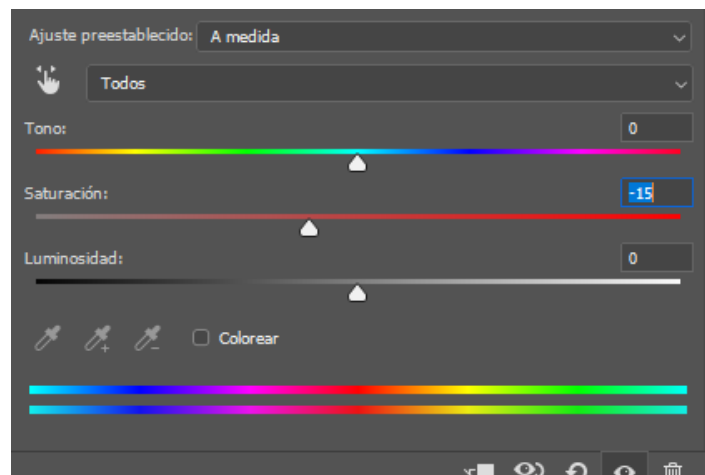 Ajuste preestablecido: A medida
Todos
Tono: 0
Saturación: -15
Luminosidad: 0
Colorear